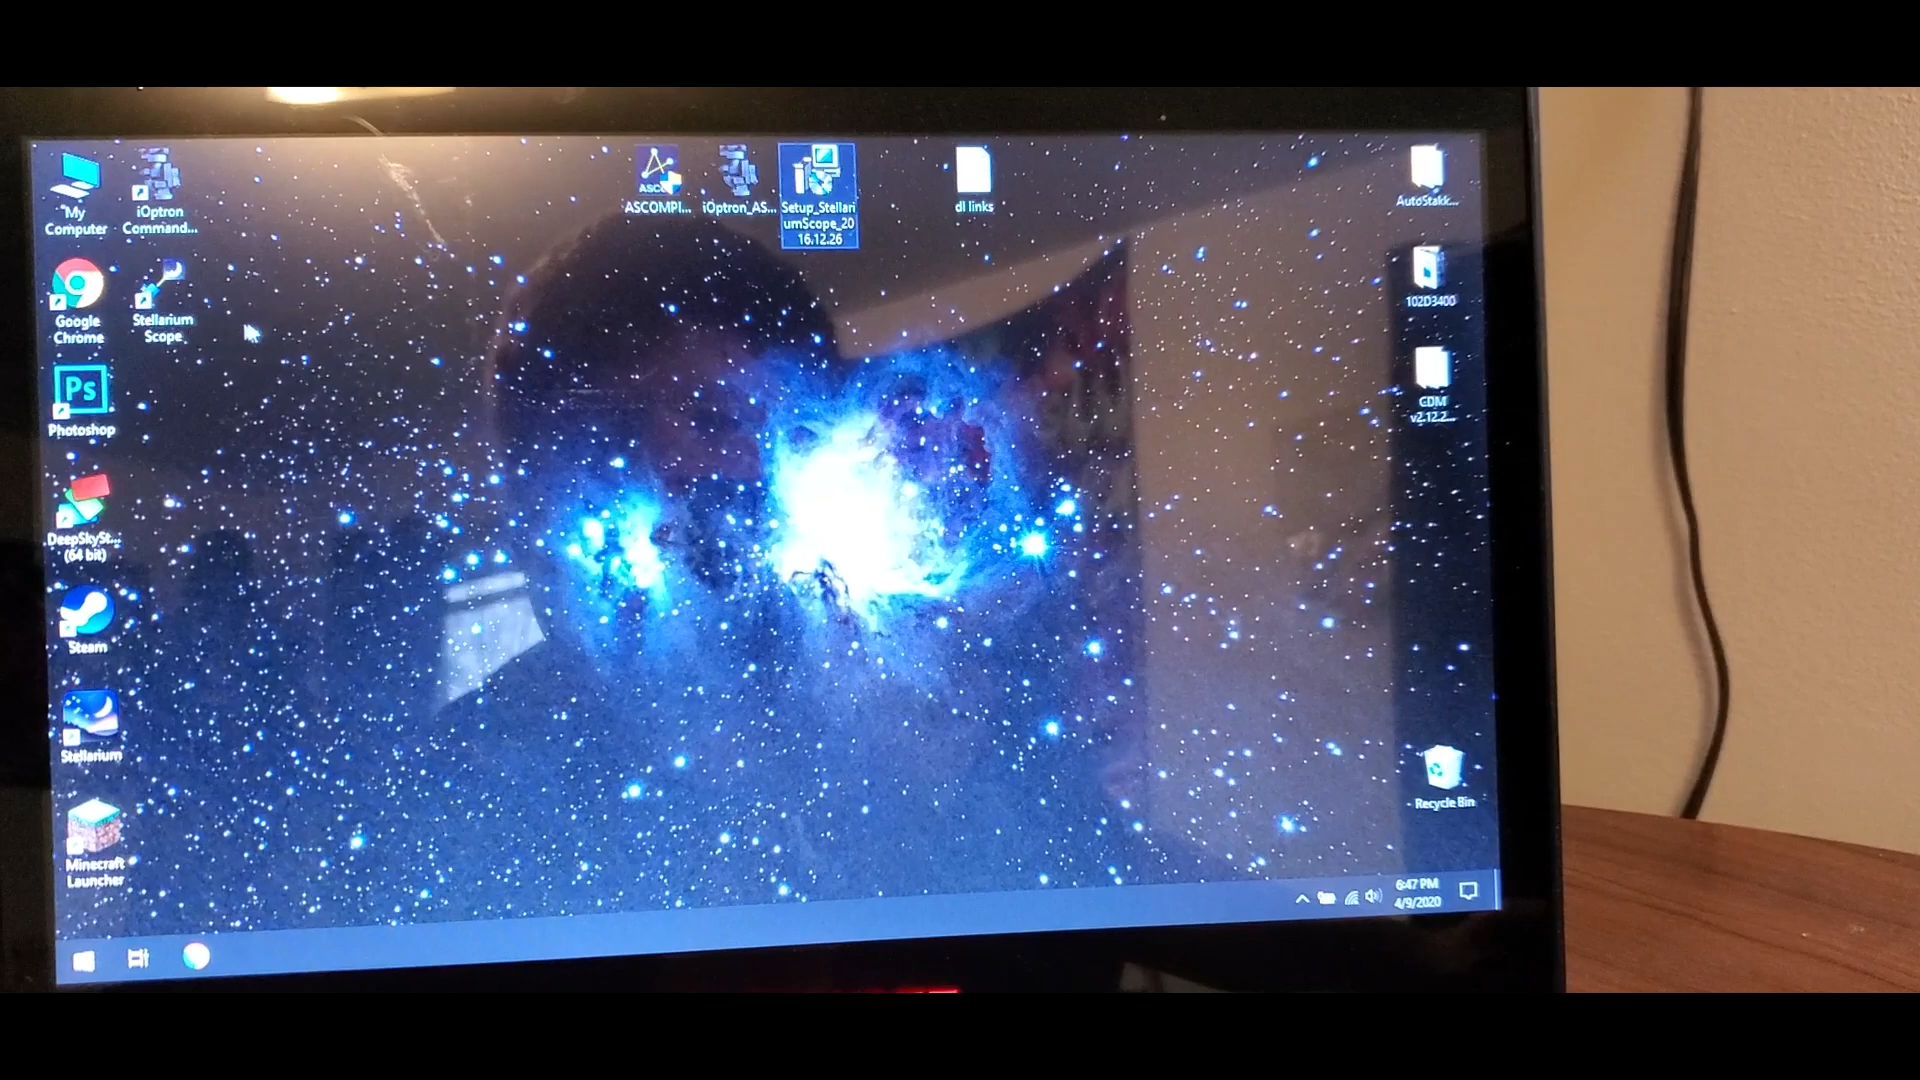 My
Computer
iOptron
Command...
ASCOM
ASCOMPl...
iOptron_AS...
Setup_Stellari
umScope_20
16.12.26
dl links
AutoStakk...
Google
Chrome
Stellarium
Scope
102D3400
Ps
Photoshop
CDM
v2.12.2...
DeepSkySt...
(64 bit)
Steam
Stellarium
Recycle Bin
Minecraft
Launcher
6:47 PM
4/9/2020